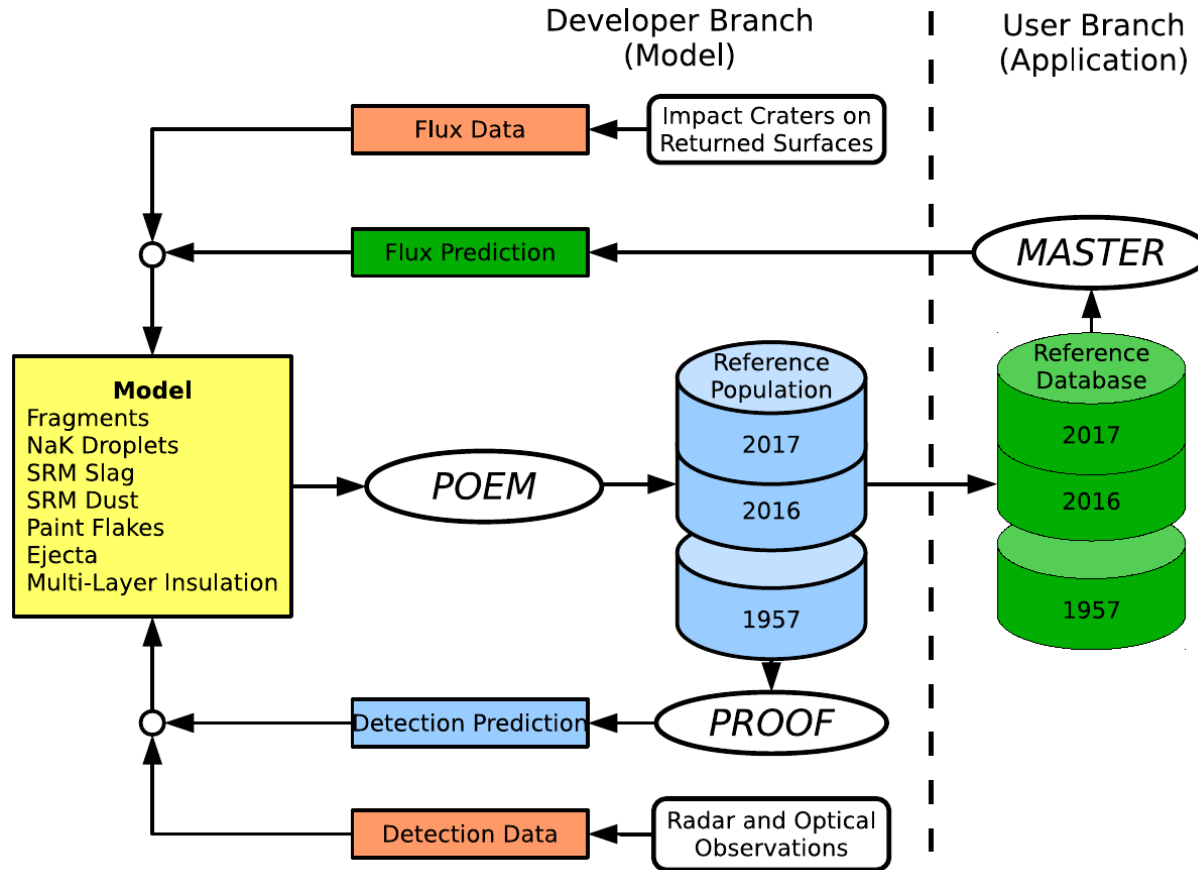 Developer Branch
(Model)
User Branch
(Application)
Flux Data
Impact Craters on
Returned Surfaces
Flux Prediction
MASTER
Model
Fragments
NaK Droplets
SRM Slag
SRM Dust
Paint Flakes
Ejecta
Multi-Layer Insulation
POEM
Reference
Population
2017
2016
1957
Reference
Database
2017
2016
1957
Detection Prediction
PROOF
Detection Data
Radar and Optical
Observations